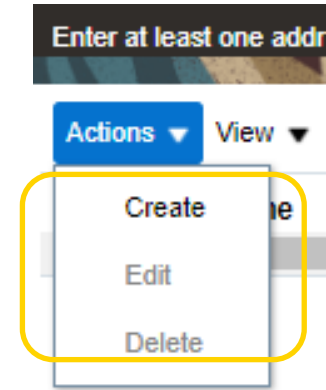 Enter at least one addr
Actions View
Create
Edit
Delete